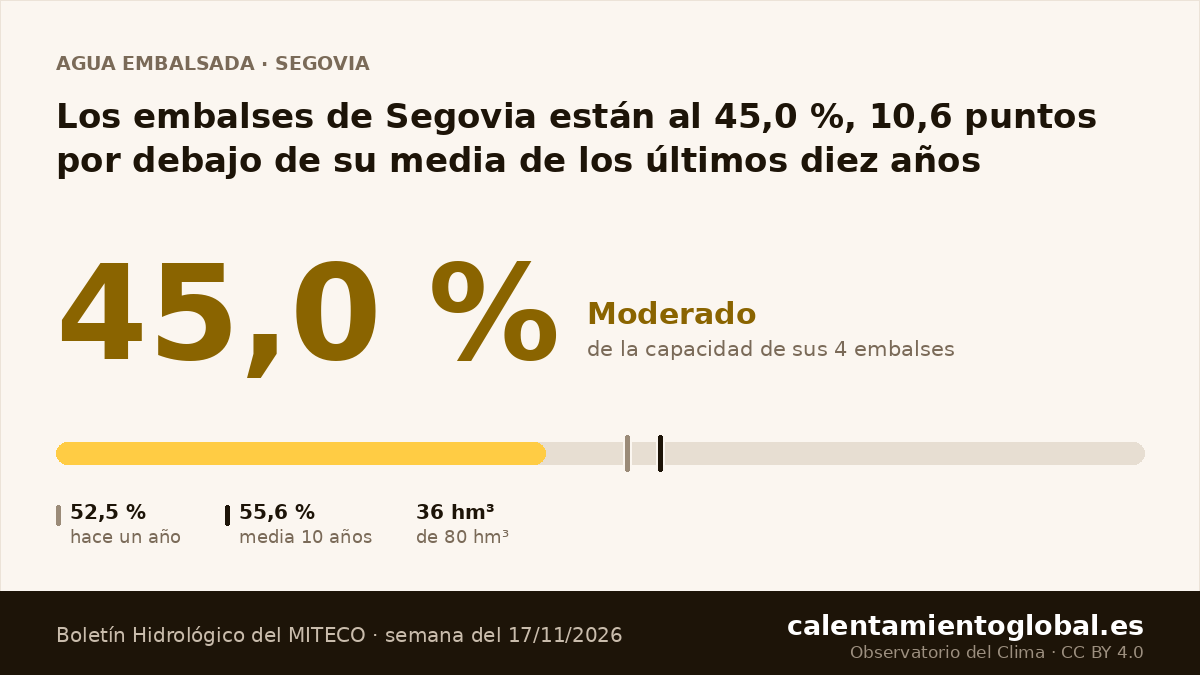 AGUA EMBALSADA · SEGOVIA
Los embalses de Segovia están al 45,0 %, 10,6 puntos
por debajo de su media de los últimos diez años
45,0 %
Moderado
de la capacidad de sus 4 embalses
52,5 %
hace un año
55,6 %
media 10 años
36 hm³
de 80 hm³
Boletín Hidrológico del MITECO · semana del 17/11/2026
calentamientoglobal.es
Observatorio del Clima · CC BY 4.0